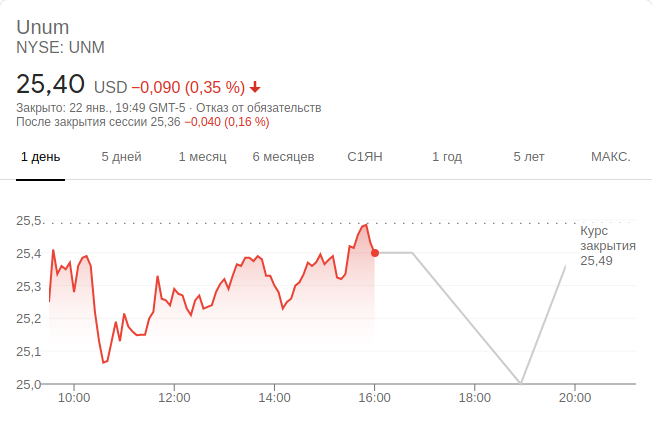 Unum
NYSE: UNM
25,40 USD −0,090 (0,35 %)
Закрыто: 22 янв., 19:49 GMT-5 · Отказ от обязательств
После закрытия сессии 25,36 −0,040 (0,16 %)
1 день 5 дней 1 месяц 6 месяцев С1ЯН 1 год 5 лет МАКС.
25,5
Курс
закрытия
25,49
25,4
25,3
25,2
25,1
25,0
10:00 12:00 14:00 16:00 18:00 20:00